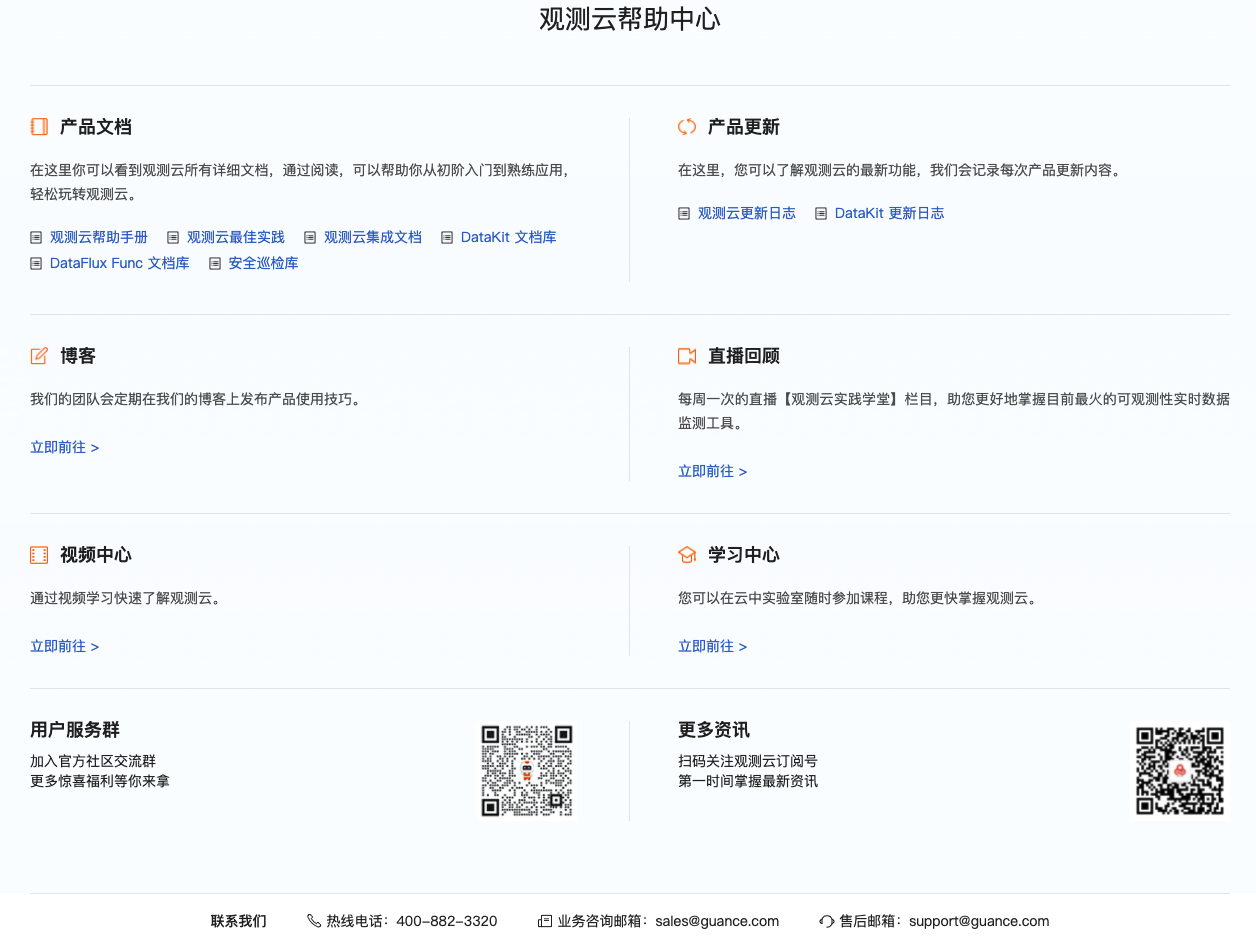 观测云帮助中心
产品文档
在这里你可以看到观测云所有详细文档，通过阅读，可以帮助你从初阶入门到熟练应用，
轻松玩转观测云。
观测云帮助手册 观测云最佳实践 观测云集成文档 DataKit 文档库
DataFlux Func 文档库 安全巡检库
产品更新
在这里，您可以了解观测云的最新功能，我们会记录每次产品更新内容。
观测云更新日志 DataKit 更新日志
博客
我们的团队会定期在我们的博客上发布产品使用技巧。
立即前往 >
直播回顾
每周一次的直播【观测云实践学堂】栏目，助您更好地掌握目前最火的可观测性实时数据
监测工具。
立即前往 >
视频中心
通过视频学习快速了解观测云。
立即前往 >
学习中心
您可以在云中实验室随时参加课程，助您更快掌握观测云。
立即前往 >
用户服务群
加入官方社区交流群
更多惊喜福利等你来拿
更多资讯
扫码关注观测云订阅号
第一时间掌握最新资讯
联系我们 热线电话：400-882-3320 业务咨询邮箱：sales@guance.com 售后邮箱：support@guance.com